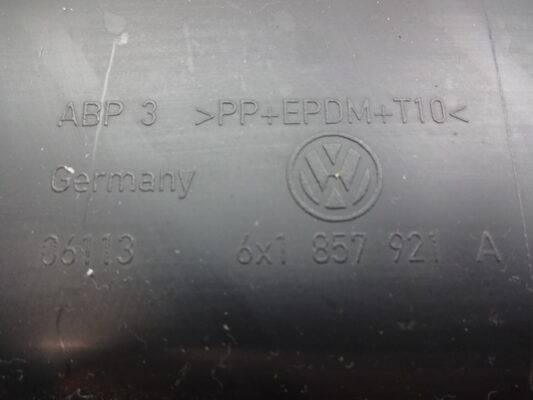 ABP 3 >PP+EPDM+T10<
Germany
06113 6x1 857 921 A